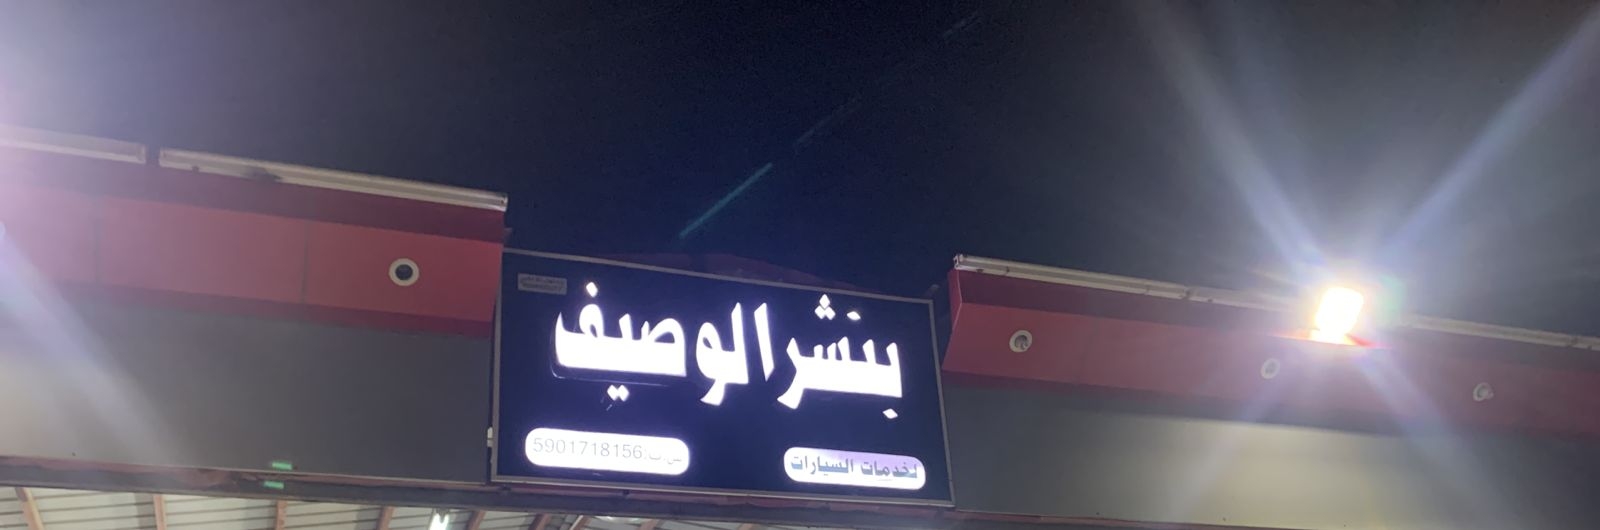 بنشر الوصيف
لخدمات السيارات
س.ت:5901718156